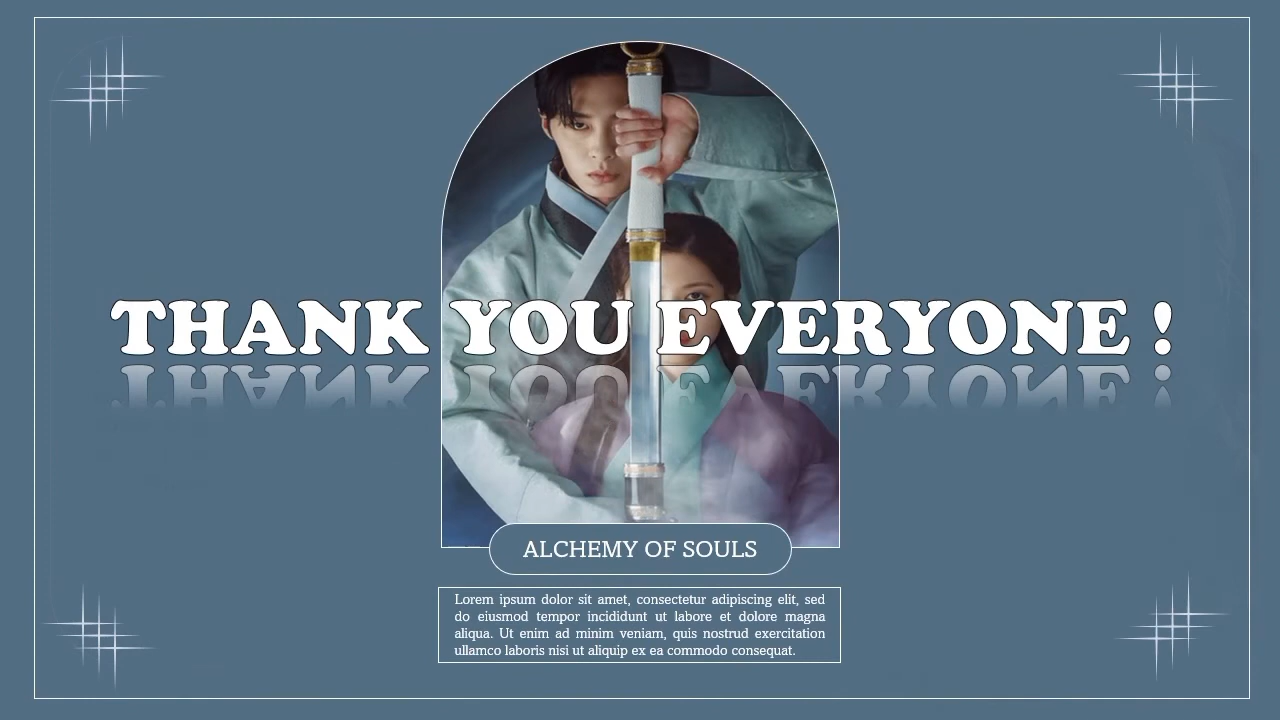 THANK YOU EVERYONE !
ALCHEMY OF SOULS
Lorem ipsum dolor sit amet, consectetur adipiscing elit, sed
do eiusmod tempor incididunt ut labore et dolore magna
aliqua. Ut enim ad minim veniam, quis nostrud exercitation
ullamco laboris nisi ut aliquip ex ea commodo consequat.